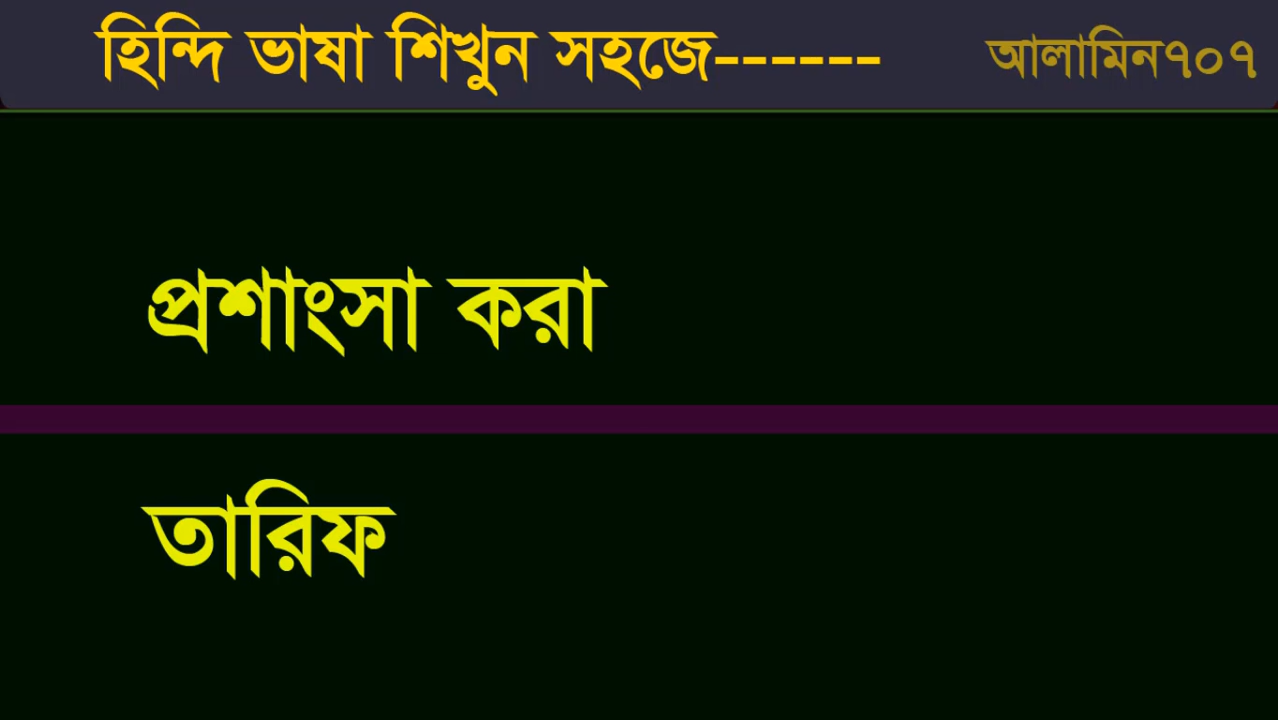 হিন্দি ভাষা শিখুন সহজে------ আলামিন৭০৭
প্রশাংসা করা
তারিফ